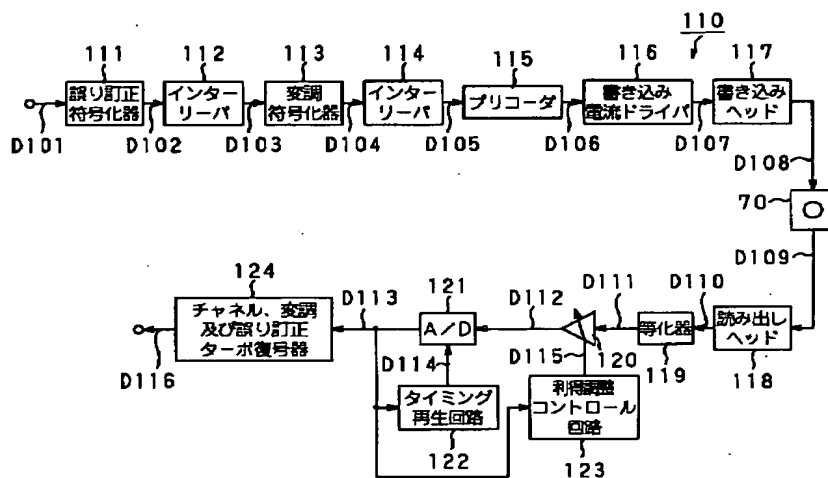 110
111
112
113
114
115
116
117
誤り訂正
符号化器
インター
リーバ
変調
符号化器
インター
リーバ
プリコーダ
書き込み
電流ドライバ
書き込み
ヘッド
D101
D102
D103
D104
D105
D106
D107
D108
70
D109
124
チャネル、変調
及び誤り訂正
ターボ復号器
D116
D113
121
A/D
D114
D112
D111
D110
等化器
119
120
読み出し
ヘッド
118
D115
タイミング
再生回路
122
利得調整
コントロール
回路
123